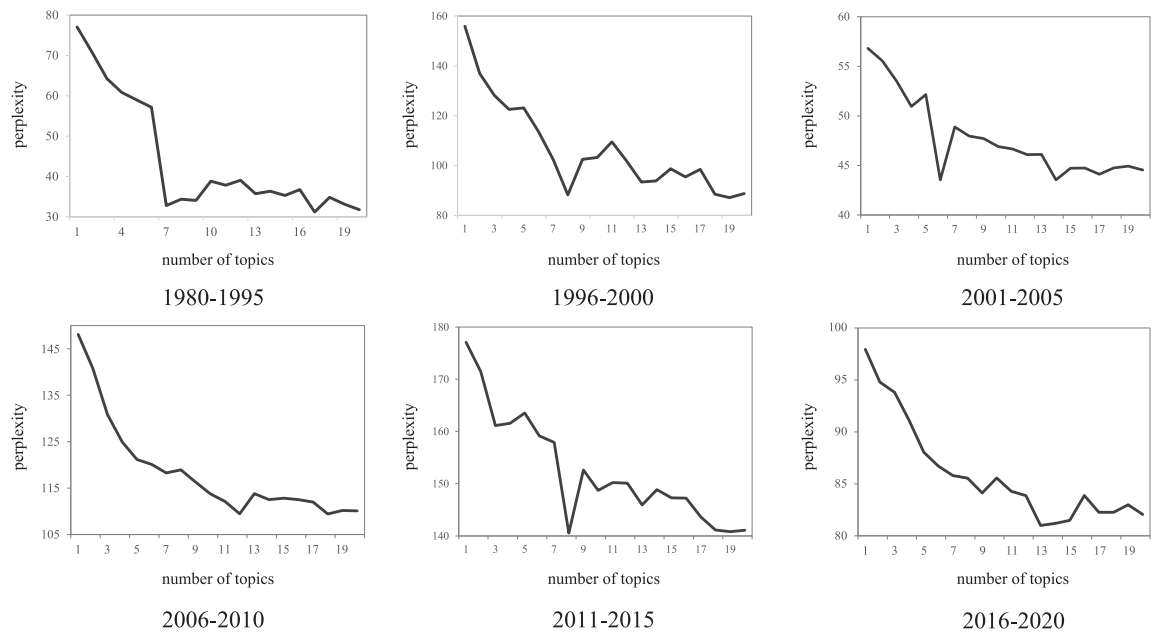 80
70
60
50
40
30
perplexity
1 4 7 10 13 16 19
number of topics
1980-1995
160
140
120
100
80
perplexity
1 3 5 7 9 11 13 15 17 19
number of topics
1996-2000
60
55
50
45
40
perplexity
1 3 5 7 9 11 13 15 17 19
number of topics
2001-2005
145
135
125
115
105
perplexity
1 3 5 7 9 11 13 15 17 19
number of topics
2006-2010
180
170
160
150
140
perplexity
1 3 5 7 9 11 13 15 17 19
number of topics
2011-2015
100
95
90
85
80
perplexity
1 3 5 7 9 11 13 15 17 19
number of topics
2016-2020